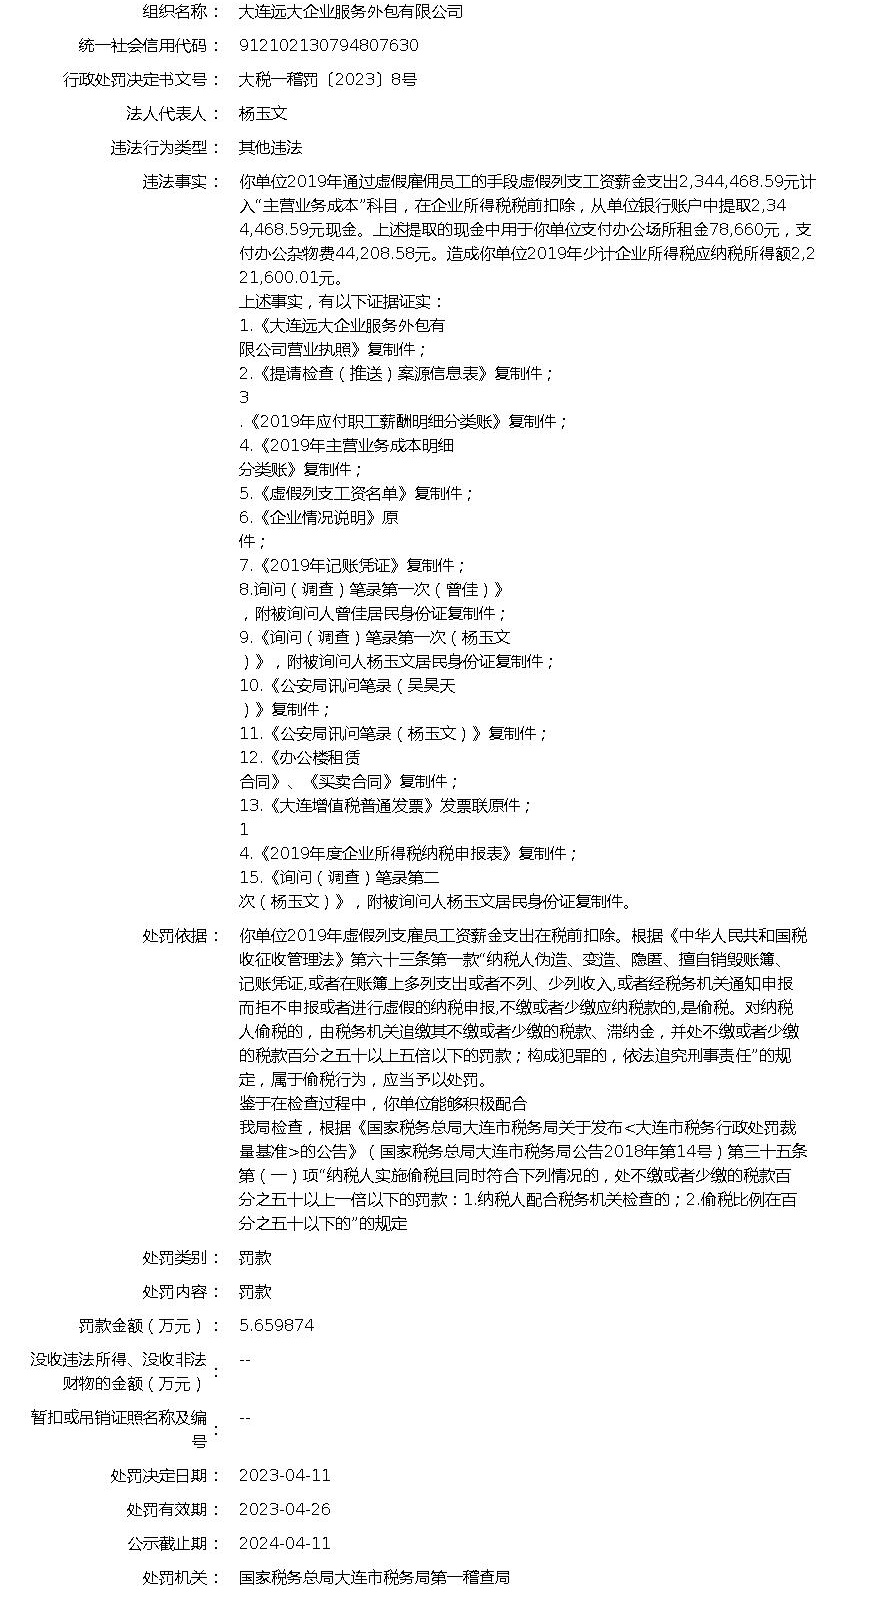 组织名称： 大连远大企业服务外包有限公司
统一社会信用代码： 912102130794807630
行政处罚决定书文号： 大税一稽罚〔2023〕8号
法人代表人： 杨玉文
违法行为类型： 其他违法
违法事实： 你单位2019年通过虚假雇佣员工的手段虚假列支工资薪金支出2,344,468.59元计
入“主营业务成本”科目，在企业所得税税前扣除，从单位银行账户中提取2,34
4,468.59元现金。上述提取的现金中用于你单位支付办公场所租金78,660元，支
付办公杂物费44,208.58元。造成你单位2019年少计企业所得税应纳税所得额2,2
21,600.01元。
上述事实，有以下证据证实：
1.《大连远大企业服务外包有
限公司营业执照》复制件；
2.《提请检查（推送）案源信息表》复制件；
3
.《2019年应付职工薪酬明细分类账》复制件；
4.《2019年主营业务成本明细
分类账》复制件；
5.《虚假列支工资名单》复制件；
6.《企业情况说明》原
件；
7.《2019年记账凭证》复制件；
8.询问（调查）笔录第一次（曾佳）》
，附被询问人曾佳居民身份证复制件；
9.《询问（调查）笔录第一次（杨玉文
）》，附被询问人杨玉文居民身份证复制件；
10.《公安局讯问笔录（吴昊天
）》复制件；
11.《公安局讯问笔录（杨玉文）》复制件；
12.《办公楼租赁
合同》、《买卖合同》复制件；
13.《大连增值税普通发票》发票联原件；
1
4.《2019年度企业所得税纳税申报表》复制件；
15.《询问（调查）笔录第二
次（杨玉文）》，附被询问人杨玉文居民身份证复制件。
处罚依据： 你单位2019年虚假列支雇员工资薪金支出在税前扣除。根据《中华人民共和国税
收征收管理法》第六十三条第一款“纳税人伪造、变造、隐匿、擅自销毁账簿、
记账凭证,或者在账簿上多列支出或者不列、少列收入,或者经税务机关通知申报
而拒不申报或者进行虚假的纳税申报,不缴或者少缴应纳税款的,是偷税。对纳税
人偷税的，由税务机关追缴其不缴或者少缴的税款、滞纳金，并处不缴或者少缴
的税款百分之五十以上五倍以下的罚款；构成犯罪的，依法追究刑事责任”的规
定，属于偷税行为，应当予以处罚。
鉴于在检查过程中，你单位能够积极配合
我局检查，根据《国家税务总局大连市税务局关于发布<大连市税务行政处罚裁
量基准>的公告》（国家税务总局大连市税务局公告2018年第14号）第三十五条
第（一）项“纳税人实施偷税且同时符合下列情况的，处不缴或者少缴的税款百
分之五十以上一倍以下的罚款：1.纳税人配合税务机关检查的；2.偷税比例在百
分之五十以下的”的规定
处罚类别： 罚款
处罚内容： 罚款
罚款金额（万元）： 5.659874
没收违法所得、没收非法
财物的金额（万元）： --
暂扣或吊销证照名称及编
号： --
处罚决定日期： 2023-04-11
处罚有效期： 2023-04-26
公示截止期： 2024-04-11
处罚机关： 国家税务总局大连市税务局第一稽查局